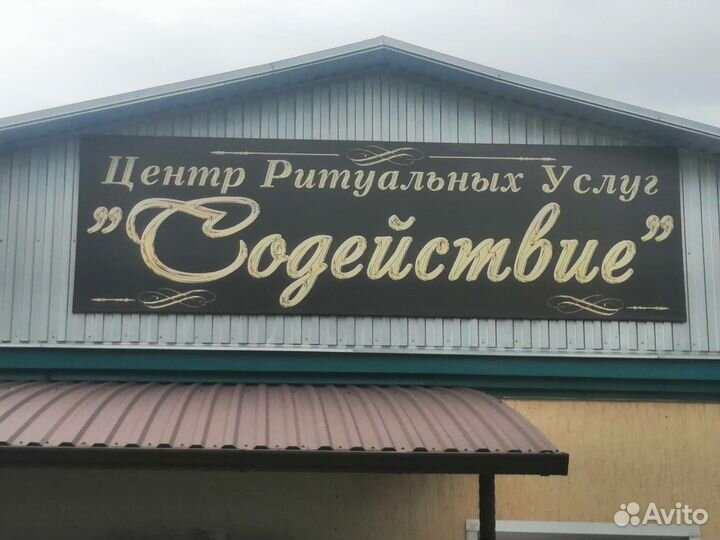 Центр Ритуальных Услуг
"Содействие"
Avito